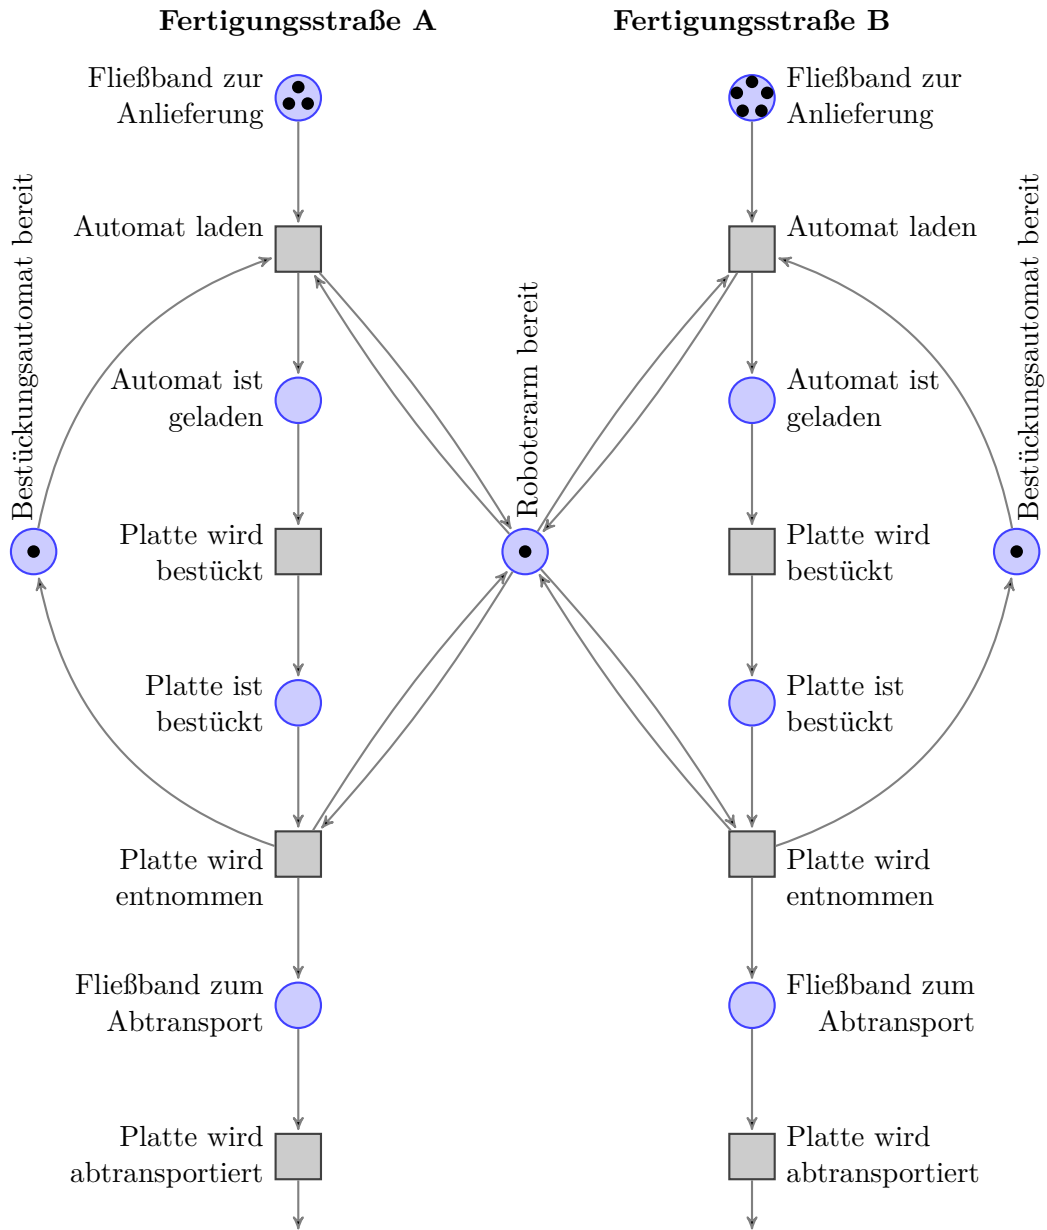 Fertigungsstraße A
Fertigungsstraße B
Fließband zur
Anlieferung
Fließband zur
Anlieferung
Bestückungsautomat bereit
Automat laden
Automat laden
Bestückungsautomat bereit
Roboterarm bereit
Automat ist
geladen
Automat ist
geladen
Platte wird
bestückt
Platte wird
bestückt
Platte ist
bestückt
Platte ist
bestückt
Platte wird
entnommen
Platte wird
entnommen
Fließband zum
Abtransport
Fließband zum
Abtransport
Platte wird
abtransportiert
Platte wird
abtransportiert